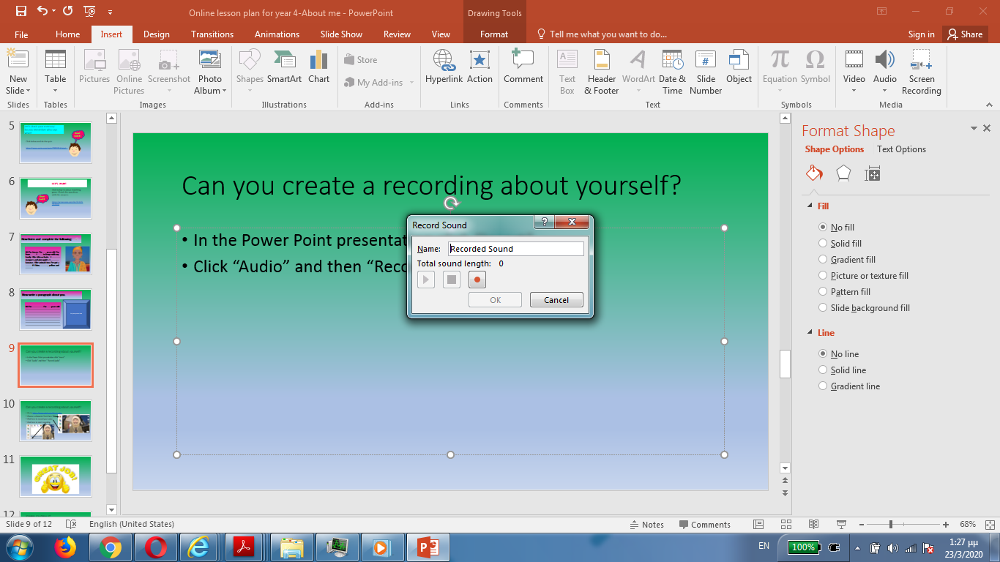 Online lesson plan for year 4-About me - PowerPoint
Drawing Tools
File Home Insert Design Transitions Animations Slide Show Review View Format Tell me what you want to do... Sign in Share
New Slide
Table
Pictures
Online Pictures
Screenshot
Photo Album
Shapes
SmartArt
Chart
Store
My Add-ins
Hyperlink
Action
Comment
Text Box
Header & Footer
WordArt
Date & Time
Slide Number
Object
Equation
Symbol
Video
Audio
Screen Recording
Slides Tables Images Illustrations Add-ins Links Comments Text Symbols Media
5
6
7
8
9
10
11
12
GREAT JOB!
Can you create a recording about yourself?
• In the Power Point presentat
• Click “Audio” and then “Reco
Record Sound
Name: Recorded Sound
Total sound length: 0
OK Cancel
Format Shape
Shape Options Text Options
Fill
No fill
Solid fill
Gradient fill
Picture or texture fill
Pattern fill
Slide background fill
Line
No line
Solid line
Gradient line
Slide 9 of 12 English (United States) Notes Comments 68%
EN 100% 1:27 μμ
23/3/2020